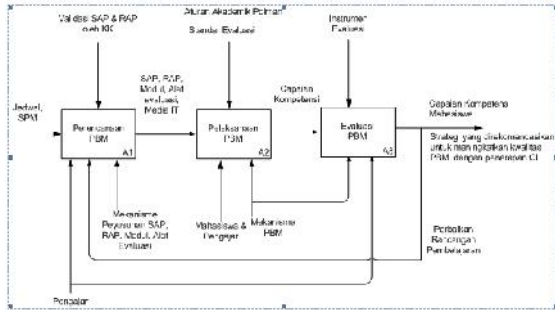 Validasi SAP & RAP
oleh KK
Aturan Akademik Polman
Standar Evaluasi
Instrumen
Evaluasi
Jadwal,
SPM
SAP, RAP,
Modul, Alat
evaluasi,
Media IT
Capaian
Kompetensi
Perencanaan
PBM
A1
Pelaksanaan
PBM
A2
Evaluasi
PBM
A3
Capaian Kompetensi
Mahasiswa
Strategi yang direkomendasikan
untuk meningkatkan kualitas
PBM dengan penerapan CI
Mekanisme
Penyusunan SAP,
RAP, Modul, Alat
Evaluasi
Mahasiswa &
Pengajar
Mekanisme
PBM
Perbaikan
Rancangan
Pembelajaran
Pengajar